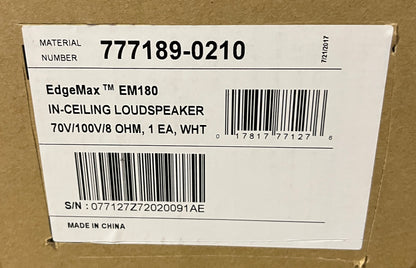 MATERIAL
NUMBER
777189-0210
7/21/2017
EdgeMax™ EM180
IN-CEILING LOUDSPEAKER
70V/100V/8 OHM, 1 EA, WHT
0 17817 77127 6
S/N : 077127Z72020091AE
MADE IN CHINA